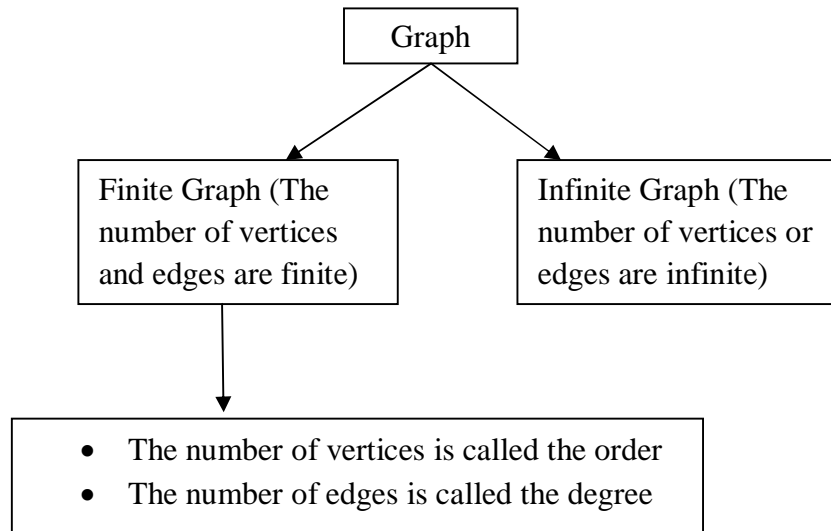 Graph
Finite Graph (The
number of vertices
and edges are finite)
Infinite Graph (The
number of vertices or
edges are infinite)
• The number of vertices is called the order
• The number of edges is called the degree